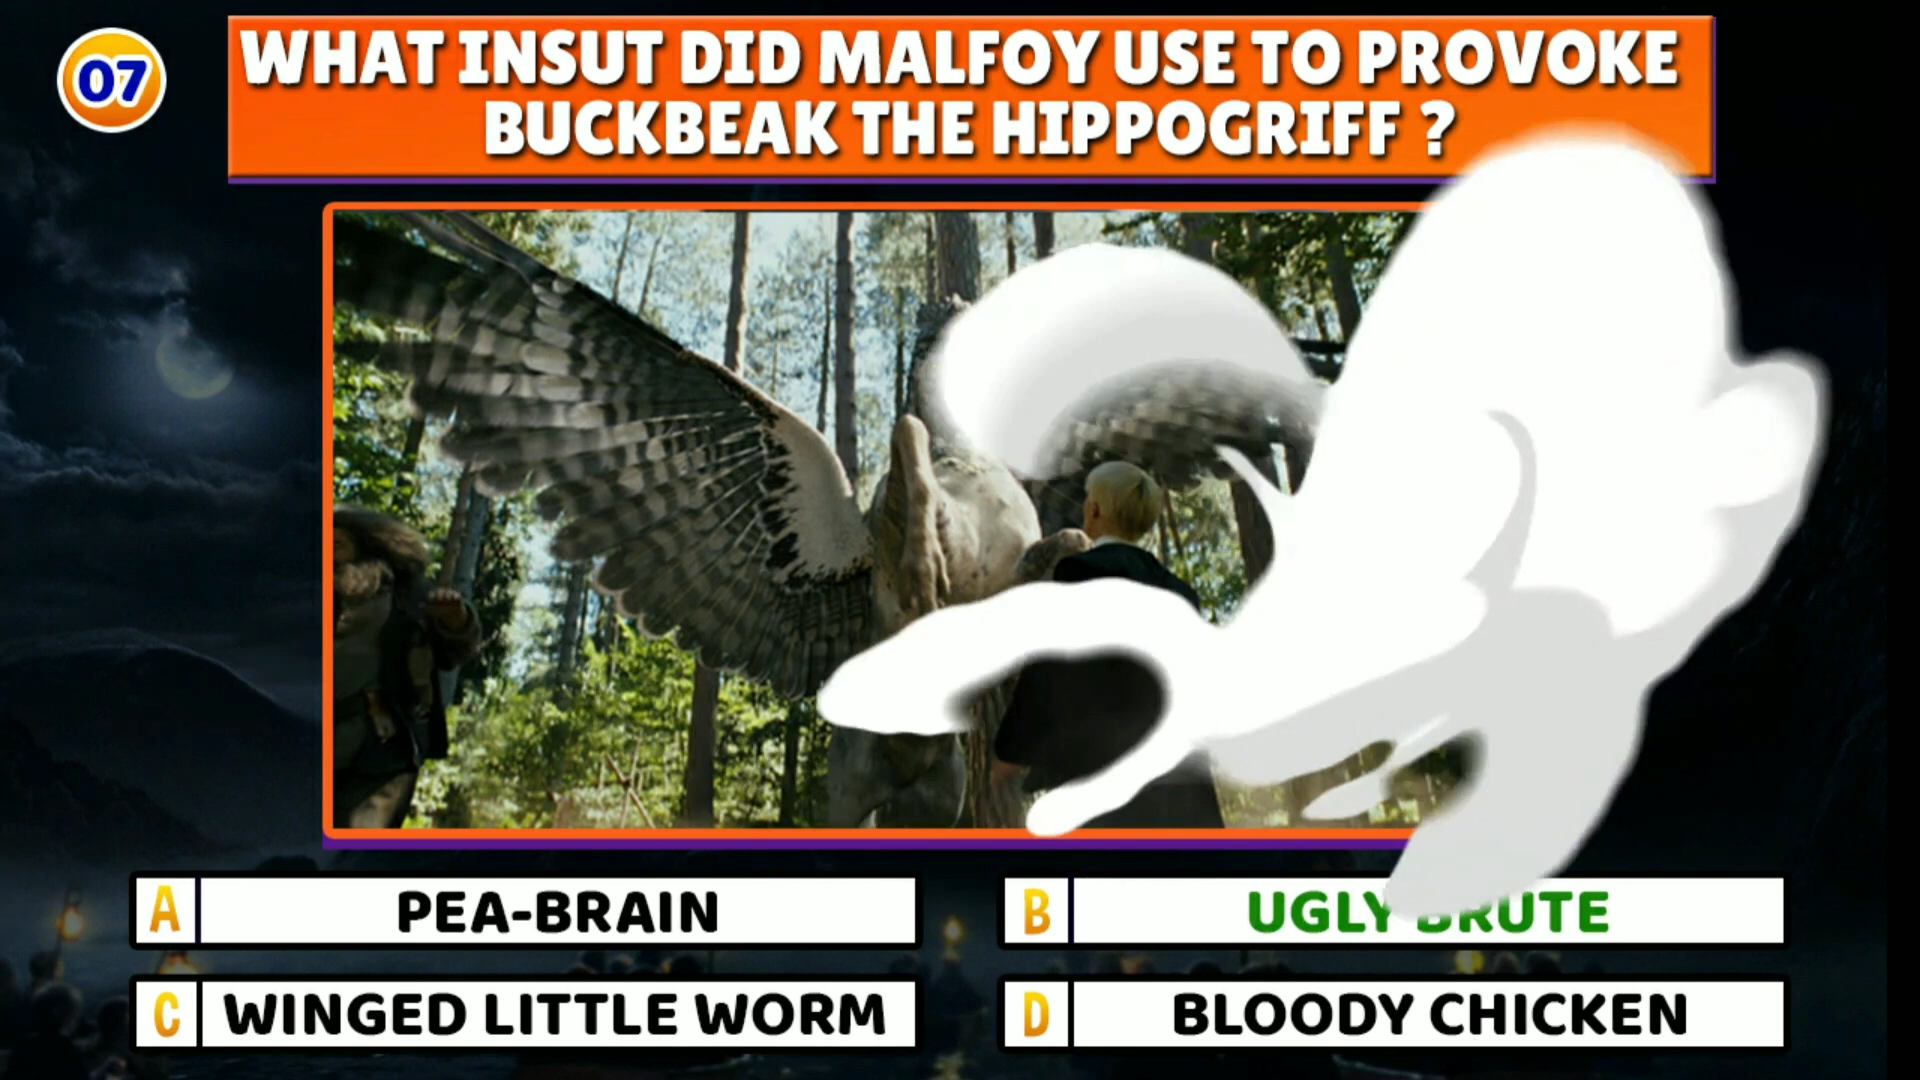 07
WHAT INSUT DID MALFOY USE TO PROVOKE
BUCKBEAK THE HIPPOGRIFF ?
A PEA-BRAIN
B UGLY BRUTE
C WINGED LITTLE WORM
D BLOODY CHICKEN